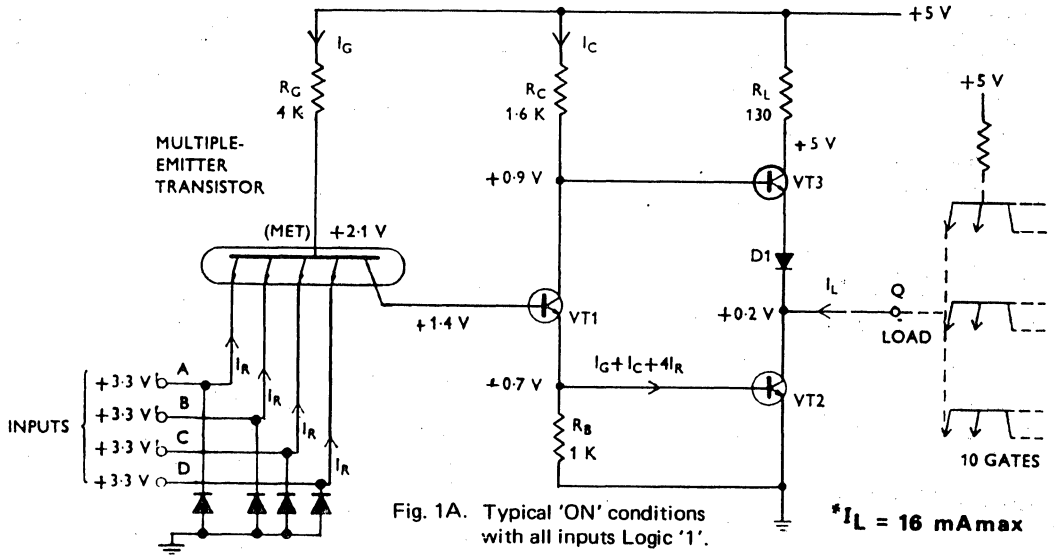 +5 V
I_G
I_C
R_G
4 K
R_C
1·6 K
R_L
130
+5 V
+5 V
MULTIPLE-
EMITTER
TRANSISTOR
+0·9 V
VT3
(MET) +2·1 V
D1
I_L
Q
+1·4 V
VT1
+0·2 V
LOAD
I_G+I_C+4I_R
+0·7 V
VT2
INPUTS
+3·3 V A I_R
+3·3 V B I_R
+3·3 V C I_R
+3·3 V D I_R
R_B
1 K
10 GATES
Fig. 1A. Typical 'ON' conditions
with all inputs Logic '1'.
*I_L = 16 mA max